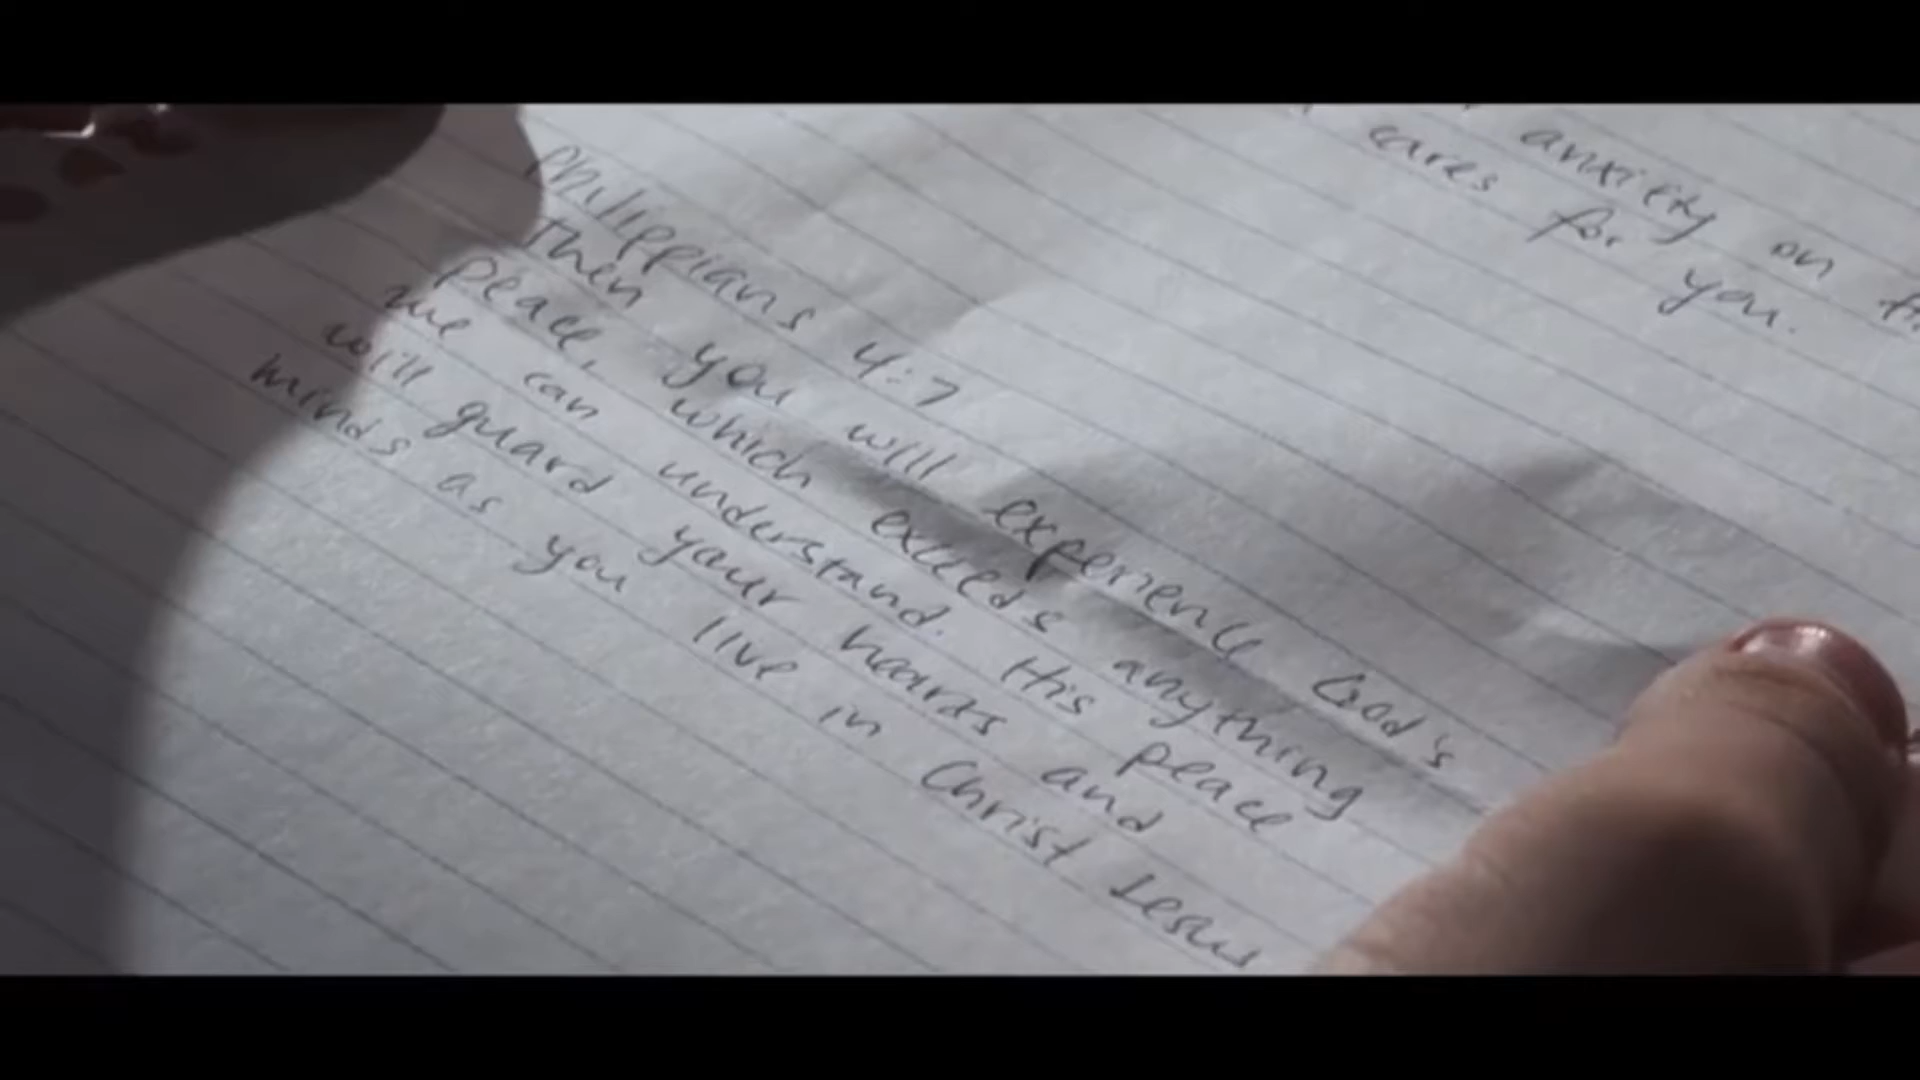 anxiety on
cares for you.
Philippians 4:7
Then you will experience God's
peace, which exceeds anything
we can understand. His peace
will guard your hearts and
minds as you live in Christ Jesus